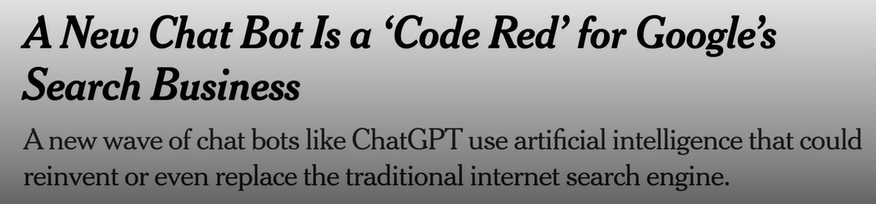 A New Chat Bot Is a ‘Code Red’ for Google’s
Search Business
A new wave of chat bots like ChatGPT use artificial intelligence that could
reinvent or even replace the traditional internet search engine.